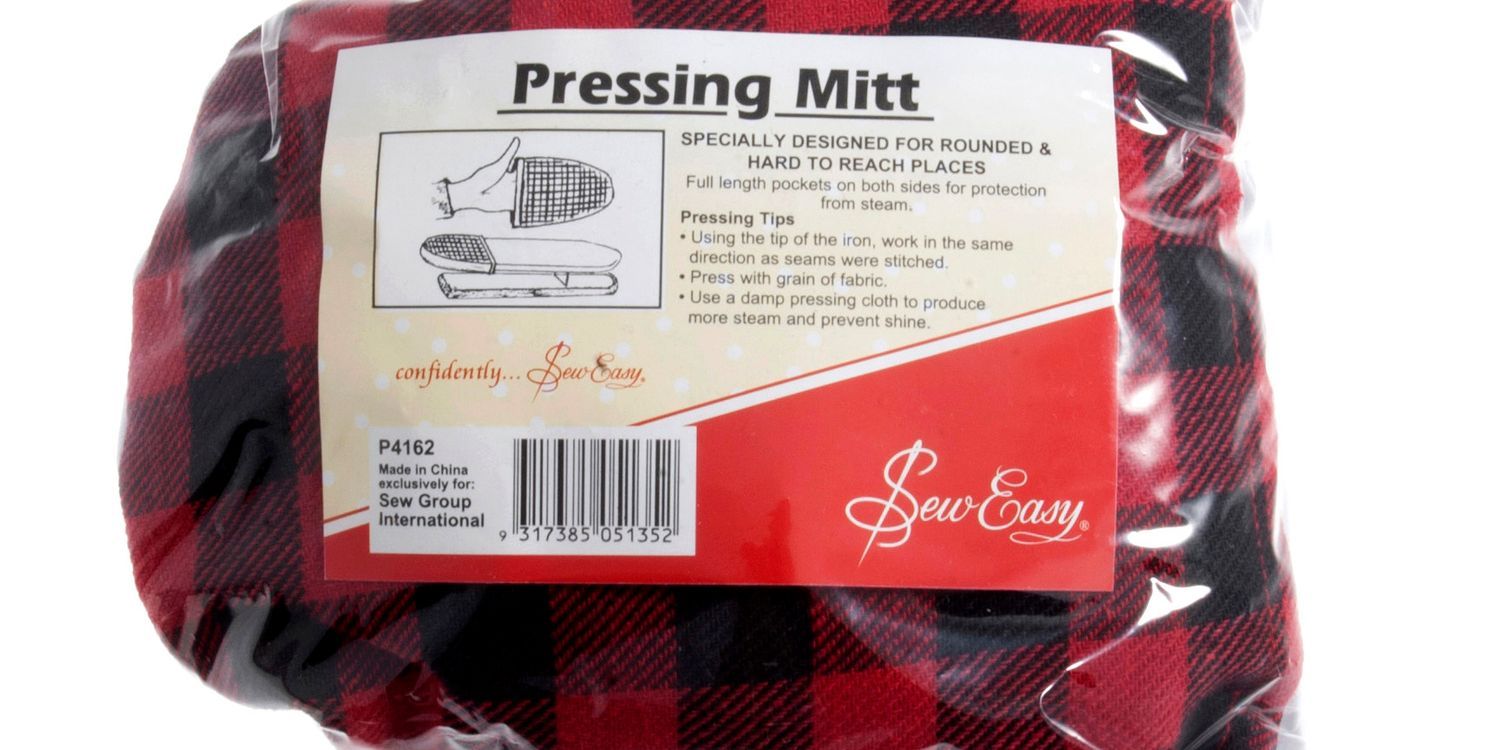 Pressing Mitt
SPECIALLY DESIGNED FOR ROUNDED &
HARD TO REACH PLACES
Full length pockets on both sides for protection
from steam.
Pressing Tips
• Using the tip of the iron, work in the same
direction as seams were stitched.
• Press with grain of fabric.
• Use a damp pressing cloth to produce
more steam and prevent shine.
confidently... Sew Easy®
P4162
Made in China
exclusively for:
Sew Group
International
9 317385 051352
Sew Easy®